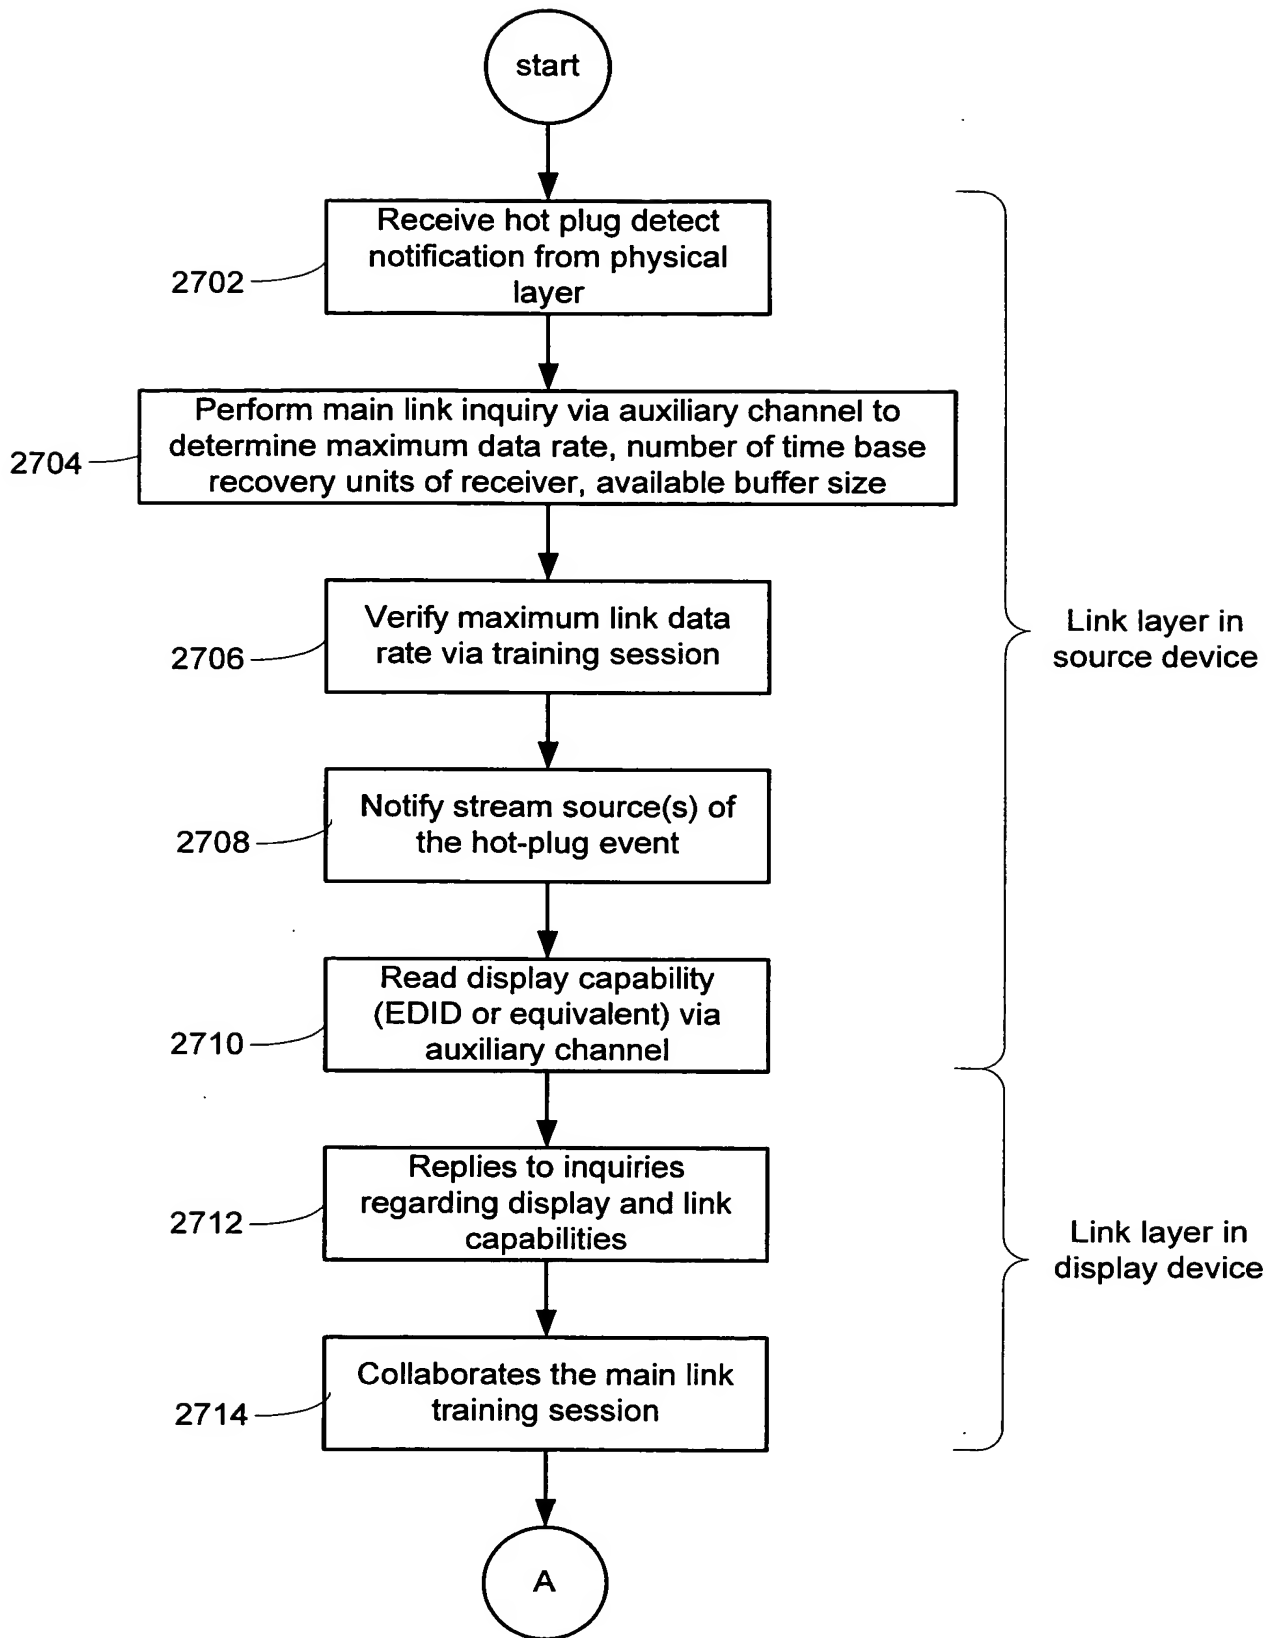 start
Receive hot plug detect
notification from physical
layer
2702
Perform main link inquiry via auxiliary channel to
determine maximum data rate, number of time base
recovery units of receiver, available buffer size
2704
Verify maximum link data
rate via training session
2706
Link layer in
source device
Notify stream source(s) of
the hot-plug event
2708
Read display capability
(EDID or equivalent) via
auxiliary channel
2710
Replies to inquiries
regarding display and link
capabilities
2712
Link layer in
display device
Collaborates the main link
training session
2714
A